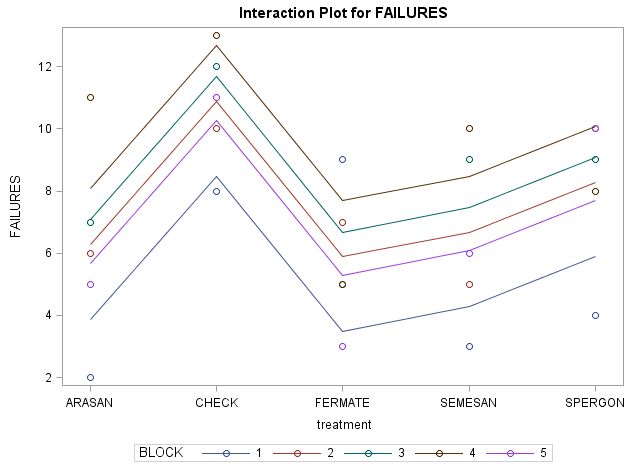 Interaction Plot for FAILURES
12
10
8
6
4
2
FAILURES
ARASAN CHECK FERMATE SEMESAN SPERGON
treatment
BLOCK 1 2 3 4 5